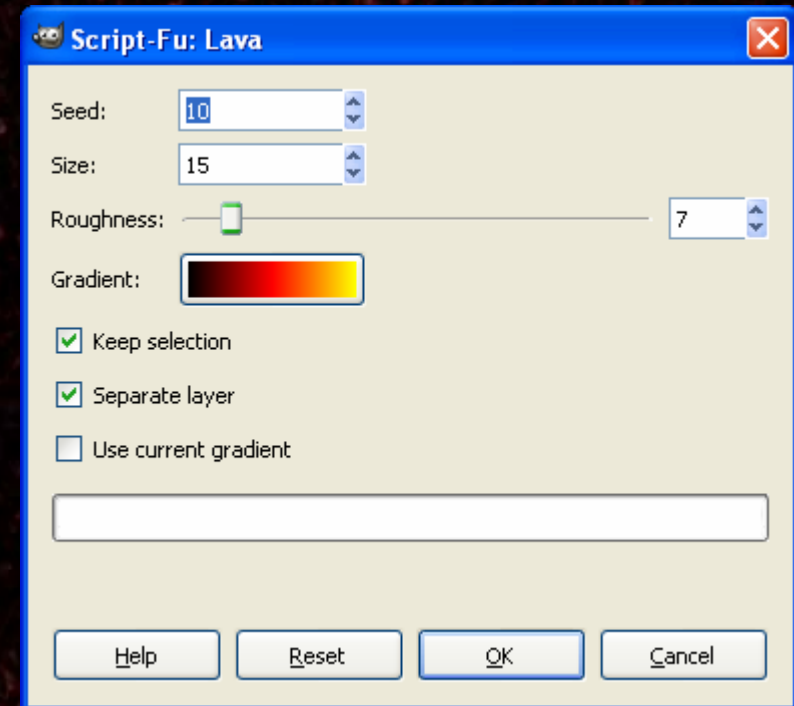 Script-Fu: Lava
Seed: 10
Size: 15
Roughness: 7
Gradient:
Keep selection
Separate layer
Use current gradient
Help Reset OK Cancel